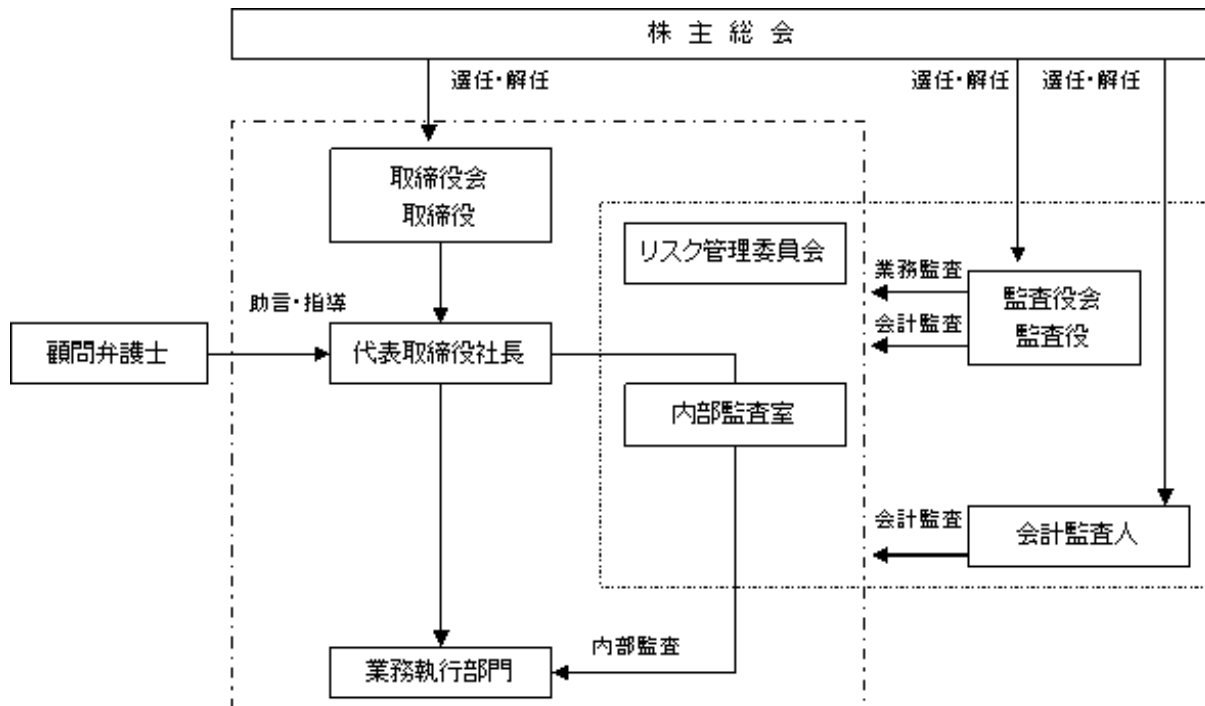 株主総会
選任・解任
選任・解任
選任・解任
取締役会
取締役
リスク管理委員会
業務監査
監査役会
監査役
会計監査
助言・指導
顧問弁護士
代表取締役社長
内部監査室
会計監査
会計監査人
内部監査
業務執行部門